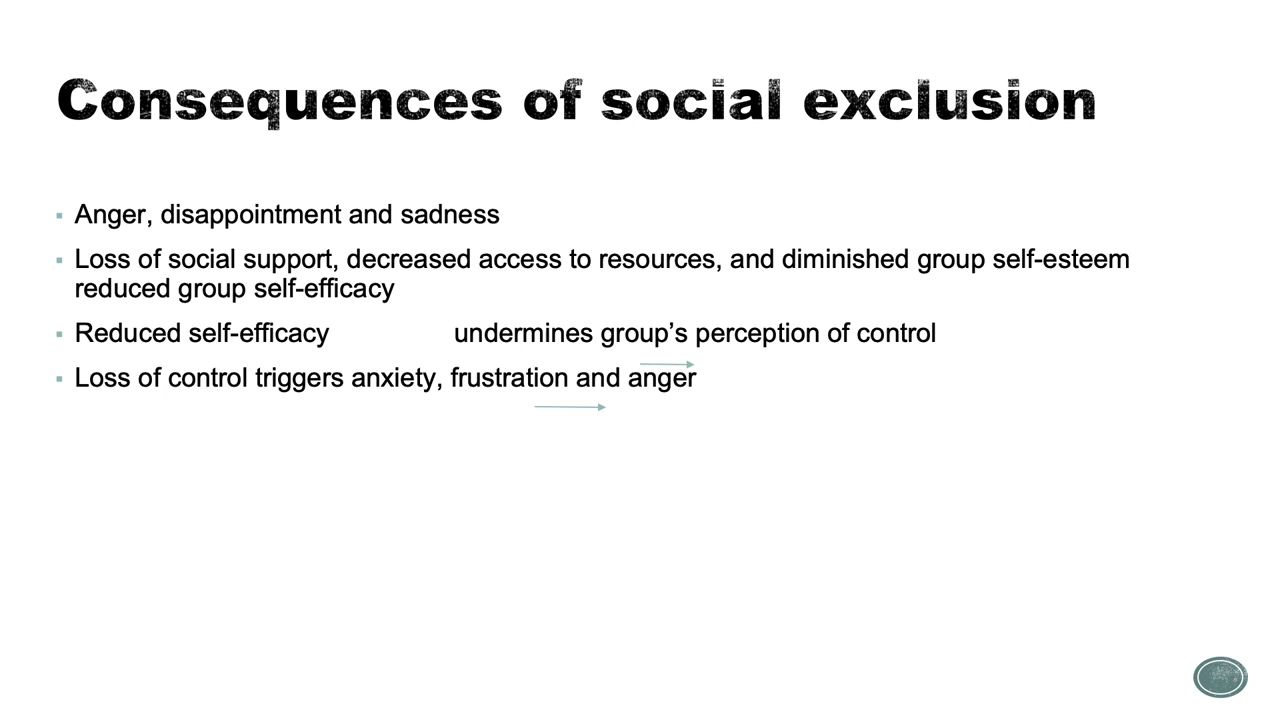 Consequences of social exclusion
Anger, disappointment and sadness
Loss of social support, decreased access to resources, and diminished group self-esteem
reduced group self-efficacy
Reduced self-efficacy undermines group’s perception of control
Loss of control triggers anxiety, frustration and anger